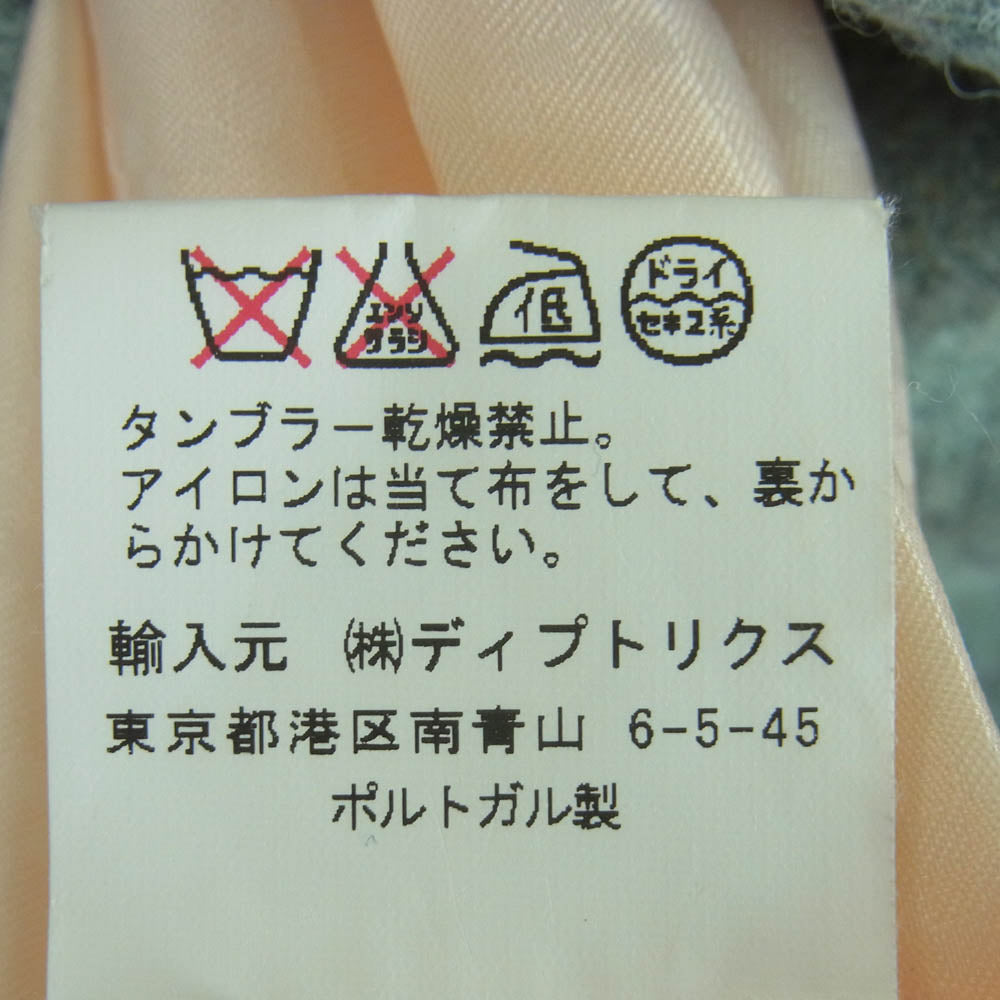 エンソ
サラシ
低
ドライ
セキユ系
タンブラー乾燥禁止。
アイロンは当て布をして、裏か
らかけてください。
輸入元 ㈱ディプトリクス
東京都港区南青山 6-5-45
ポルトガル製